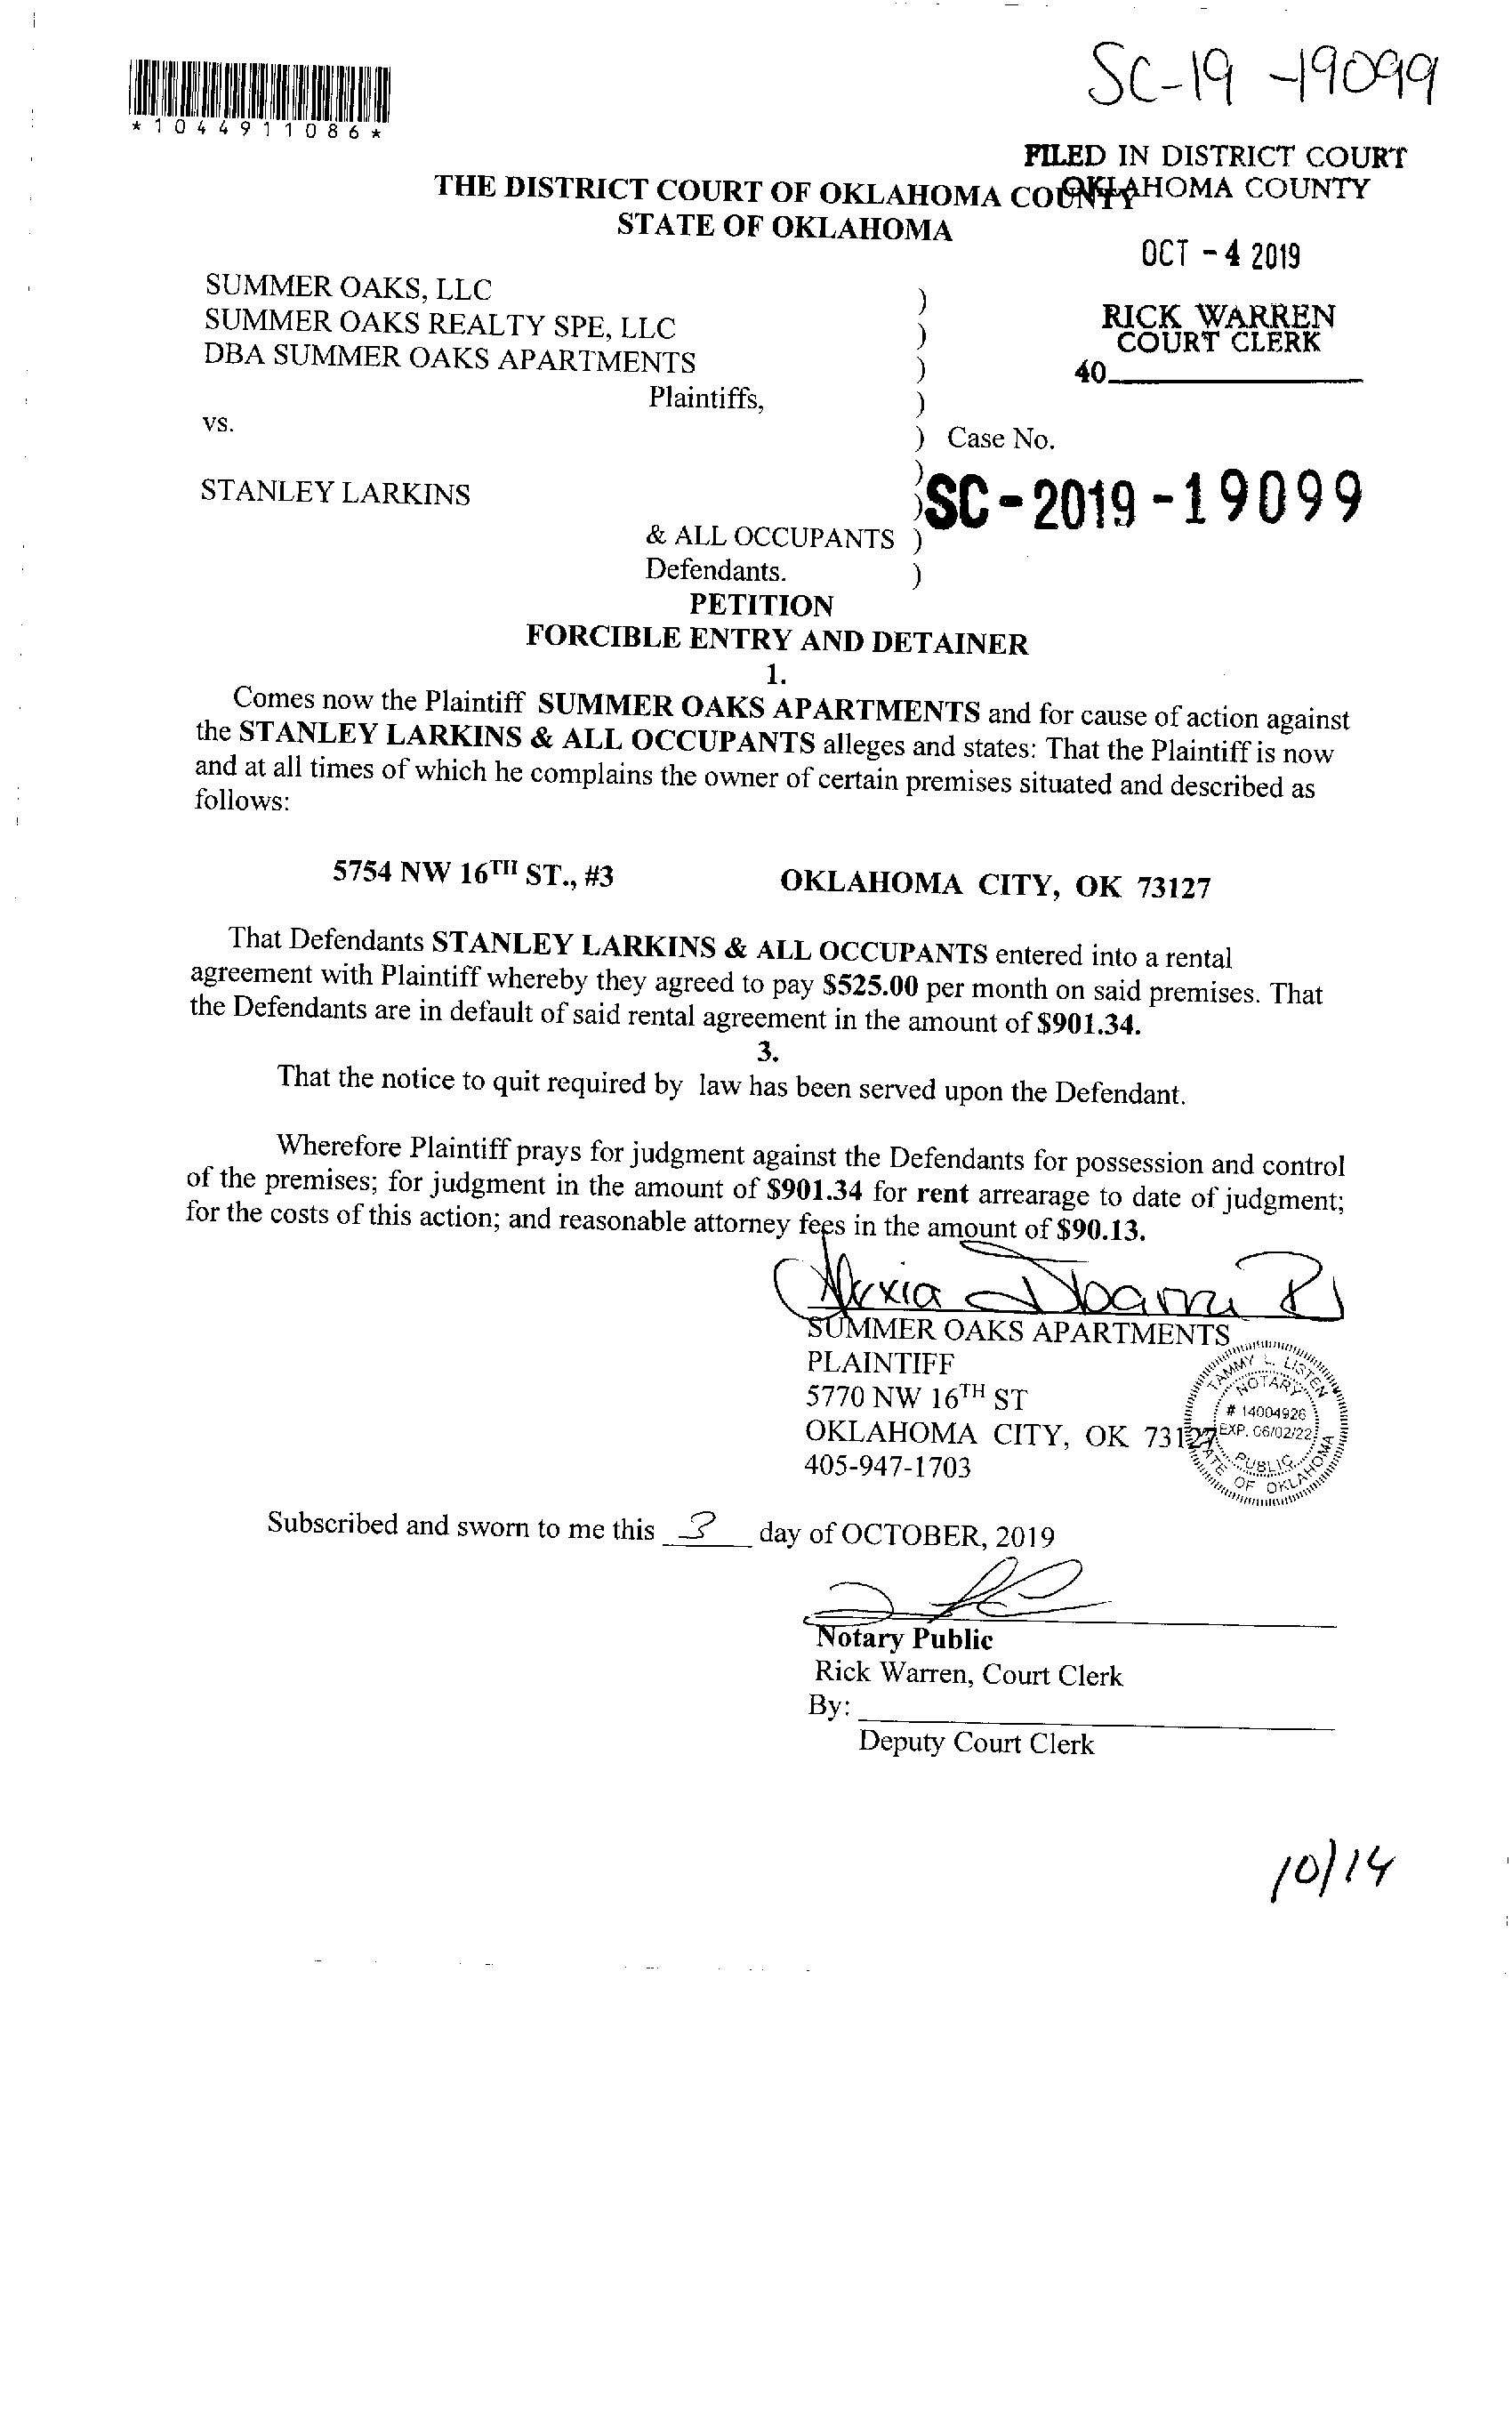 SC-19-19099
*1044911086*
FILED IN DISTRICT COURT
OKLAHOMA COUNTY
THE DISTRICT COURT OF OKLAHOMA COUNTY
STATE OF OKLAHOMA
OCT -4 2019
SUMMER OAKS, LLC )
SUMMER OAKS REALTY SPE, LLC )
DBA SUMMER OAKS APARTMENTS )
RICK WARREN
COURT CLERK
40
Plaintiffs, )
vs. ) Case No.
)
STANLEY LARKINS ) SC-2019-19099
& ALL OCCUPANTS )
Defendants. )
PETITION
FORCIBLE ENTRY AND DETAINER
1.
Comes now the Plaintiff SUMMER OAKS APARTMENTS and for cause of action against
the STANLEY LARKINS & ALL OCCUPANTS alleges and states: That the Plaintiff is now
and at all times of which he complains the owner of certain premises situated and described as
follows:
5754 NW 16TH ST., #3 OKLAHOMA CITY, OK 73127
That Defendants STANLEY LARKINS & ALL OCCUPANTS entered into a rental
agreement with Plaintiff whereby they agreed to pay $525.00 per month on said premises. That
the Defendants are in default of said rental agreement in the amount of $901.34.
3.
That the notice to quit required by law has been served upon the Defendant.
Wherefore Plaintiff prays for judgment against the Defendants for possession and control
of the premises; for judgment in the amount of $901.34 for rent arrearage to date of judgment;
for the costs of this action; and reasonable attorney fees in the amount of $90.13.
SUMMER OAKS APARTMENTS
PLAINTIFF
5770 NW 16TH ST
OKLAHOMA CITY, OK 73127
405-947-1703
TAMMY L. LISTEN
NOTARY
# 14004926
EXP. 06/02/22
PUBLIC
STATE OF OKLAHOMA
Subscribed and sworn to me this 3 day of OCTOBER, 2019
Notary Public
Rick Warren, Court Clerk
By:
Deputy Court Clerk
10/14